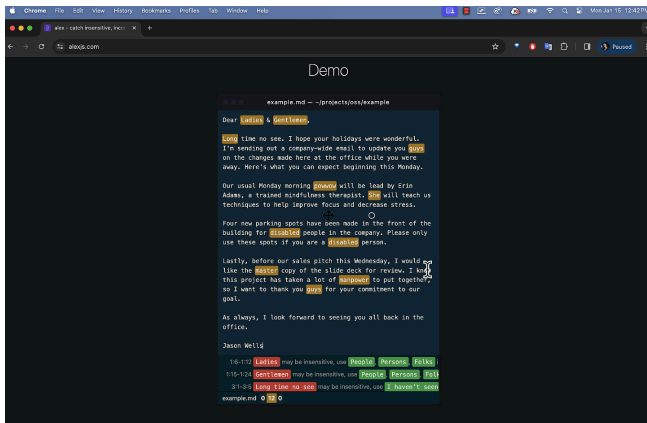 Chrome File Edit View History Bookmarks Profiles Tab Window Help Mon Jan 15 12:42PM
alex - catch insensitive, incon
alexjs.com Paused
Demo
example.md — ~/projects/oss/example
Dear Ladies & Gentlemen,
Long time no see. I hope your holidays were wonderful.
I'm sending out a company-wide email to update you guys
on the changes made here at the office while you were
away. Here's what you can expect beginning this Monday.
Our usual Monday morning powwow will be lead by Erin
Adams, a trained mindfulness therapist. She will teach us
techniques to help improve focus and decrease stress.
Four new parking spots have been made in the front of the
building for disabled people in the company. Please only
use these spots if you are a disabled person.
Lastly, before our sales pitch this Wednesday, I would
like the master copy of the slide deck for review. I know
this project has taken a lot of manpower to put together,
so I want to thank you guys for your commitment to our
goal.
As always, I look forward to seeing you all back in the
office.
Jason Wells
1:6-1:12 Ladies may be insensitive, use People, Persons, Folks
1:15-1:24 Gentlemen may be insensitive, use People, Persons, Folk
3:1-3:5 Long time no see may be insensitive, use I haven't seen
example.md 0 12 0